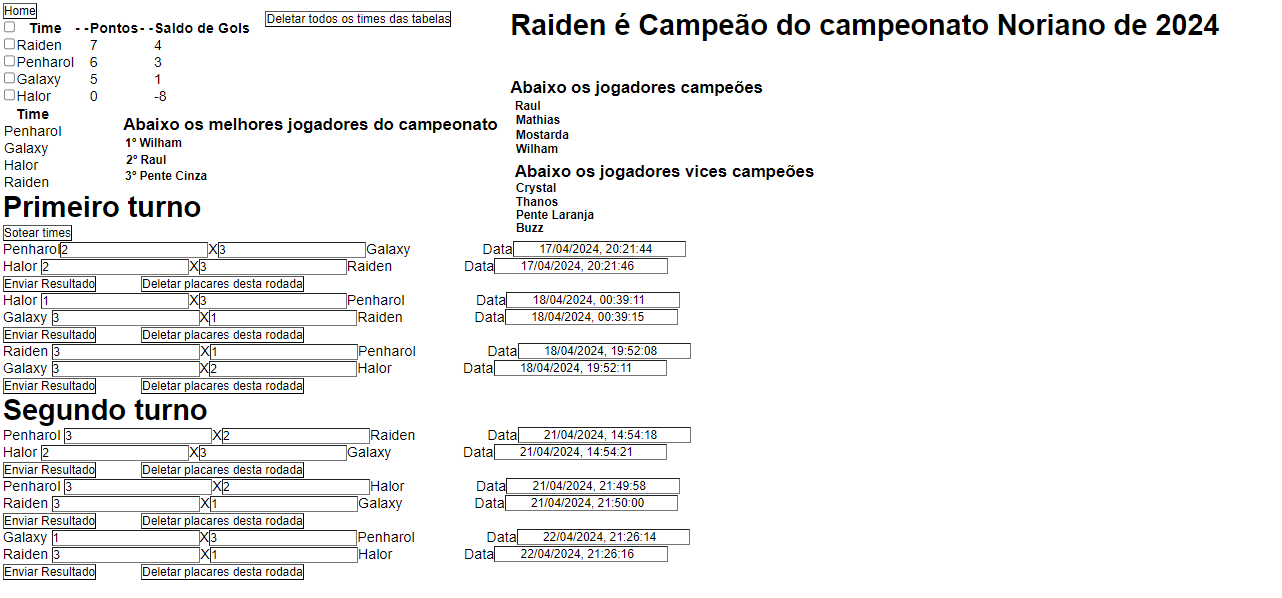 Home
Deletar todos os times das tabelas
Time - -Pontos- -Saldo de Gols
Raiden 7 4
Penharol 6 3
Galaxy 5 1
Halor 0 -8
Time
Penharol
Galaxy
Halor
Raiden
Abaixo os melhores jogadores do campeonato
1º Wilham
2º Raul
3º Pente Cinza
Raiden é Campeão do campeonato Noriano de 2024
Abaixo os jogadores campeões
Raul
Mathias
Mostarda
Wilham
Abaixo os jogadores vices campeões
Crystal
Thanos
Pente Laranja
Buzz
Primeiro turno
Sotear times
Penharol 2 X 3 Galaxy Data 17/04/2024, 20:21:44
Halor 2 X 3 Raiden Data 17/04/2024, 20:21:46
Enviar Resultado Deletar placares desta rodada
Halor 1 X 3 Penharol Data 18/04/2024, 00:39:11
Galaxy 3 X 1 Raiden Data 18/04/2024, 00:39:15
Enviar Resultado Deletar placares desta rodada
Raiden 3 X 1 Penharol Data 18/04/2024, 19:52:08
Galaxy 3 X 2 Halor Data 18/04/2024, 19:52:11
Enviar Resultado Deletar placares desta rodada
Segundo turno
Penharol 3 X 2 Raiden Data 21/04/2024, 14:54:18
Halor 2 X 3 Galaxy Data 21/04/2024, 14:54:21
Enviar Resultado Deletar placares desta rodada
Penharol 3 X 2 Halor Data 21/04/2024, 21:49:58
Raiden 3 X 1 Galaxy Data 21/04/2024, 21:50:00
Enviar Resultado Deletar placares desta rodada
Galaxy 1 X 3 Penharol Data 22/04/2024, 21:26:14
Raiden 3 X 1 Halor Data 22/04/2024, 21:26:16
Enviar Resultado Deletar placares desta rodada